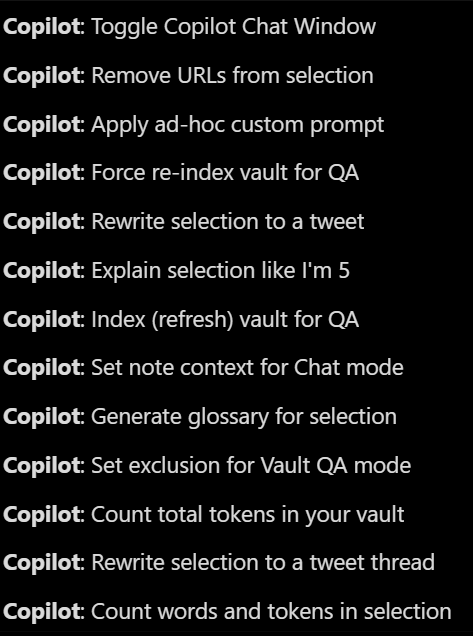 Copilot: Toggle Copilot Chat Window
Copilot: Remove URLs from selection
Copilot: Apply ad-hoc custom prompt
Copilot: Force re-index vault for QA
Copilot: Rewrite selection to a tweet
Copilot: Explain selection like I'm 5
Copilot: Index (refresh) vault for QA
Copilot: Set note context for Chat mode
Copilot: Generate glossary for selection
Copilot: Set exclusion for Vault QA mode
Copilot: Count total tokens in your vault
Copilot: Rewrite selection to a tweet thread
Copilot: Count words and tokens in selection